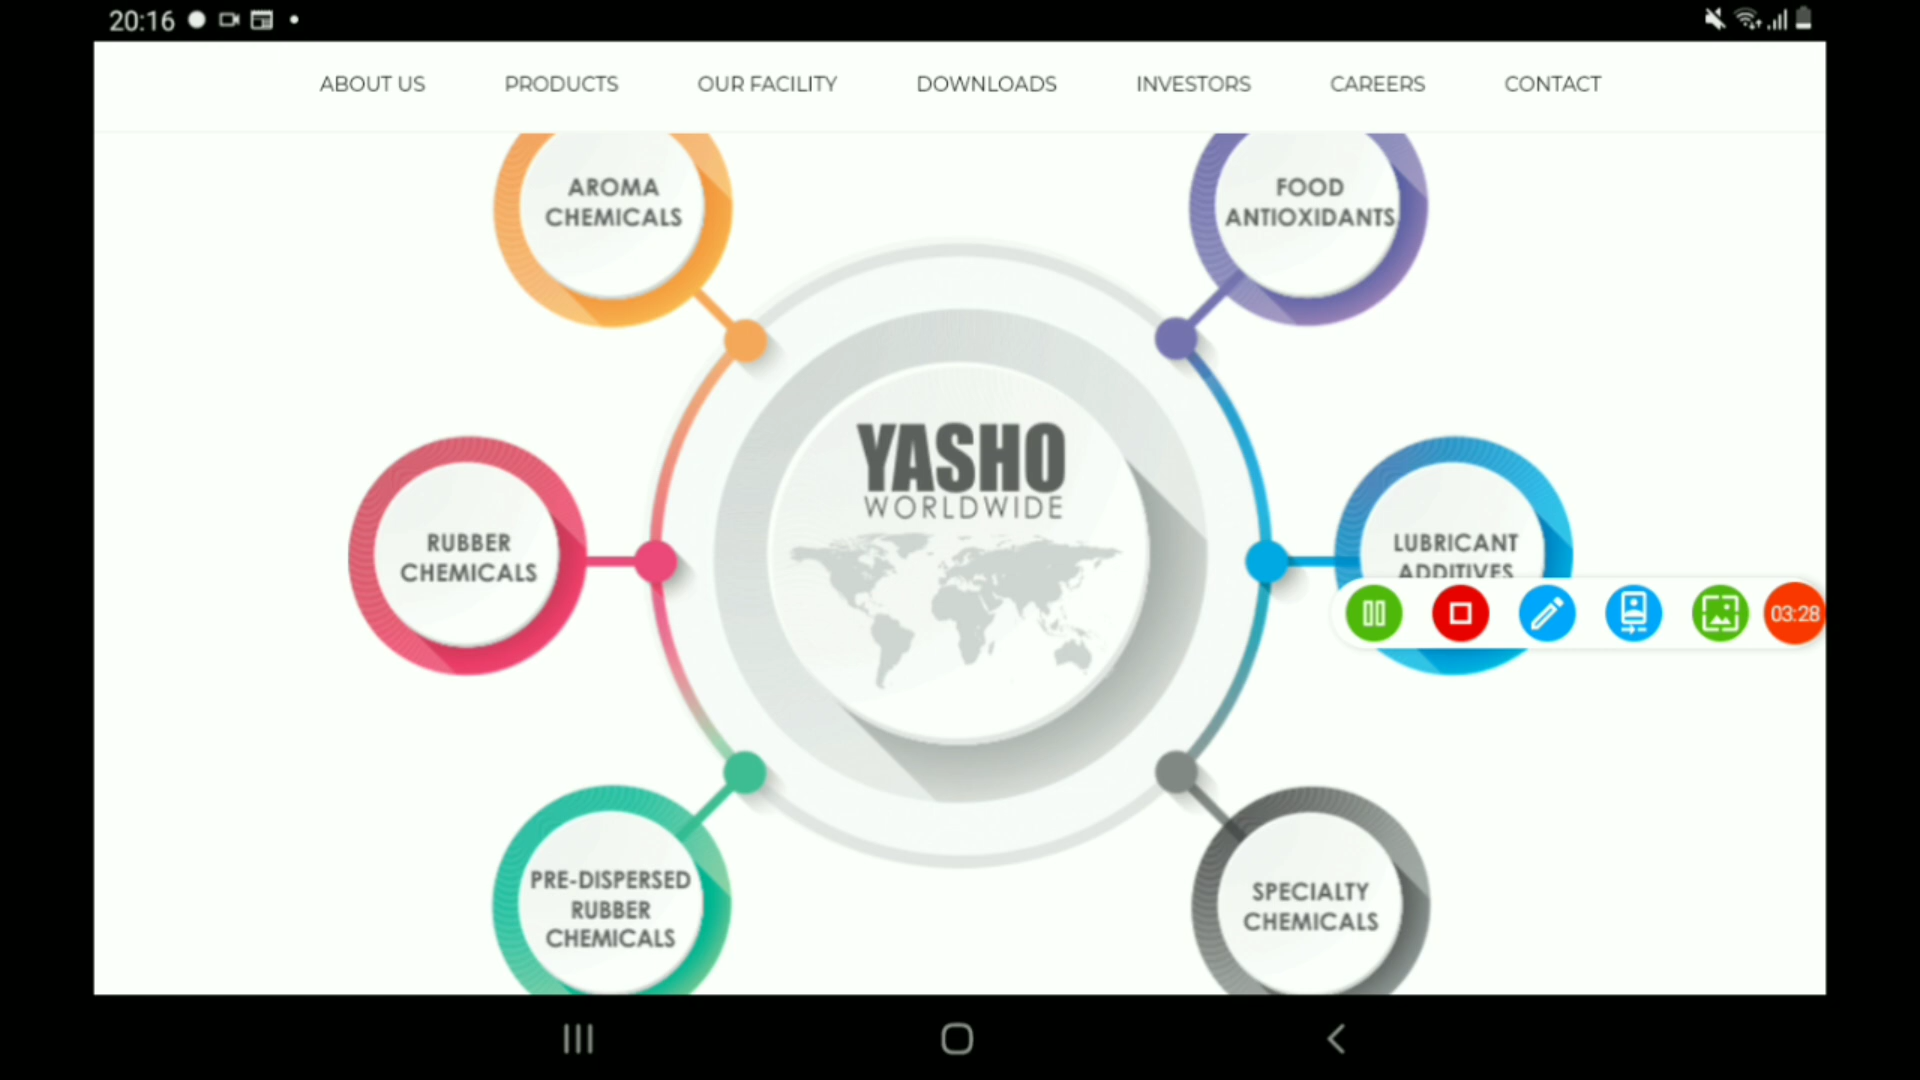 20:16
ABOUT US
PRODUCTS
OUR FACILITY
DOWNLOADS
INVESTORS
CAREERS
CONTACT
AROMA
CHEMICALS
FOOD
ANTIOXIDANTS
YASHO
WORLDWIDE
RUBBER
CHEMICALS
LUBRICANT
ADDITIVES
03:28
PRE-DISPERSED
RUBBER
CHEMICALS
SPECIALTY
CHEMICALS